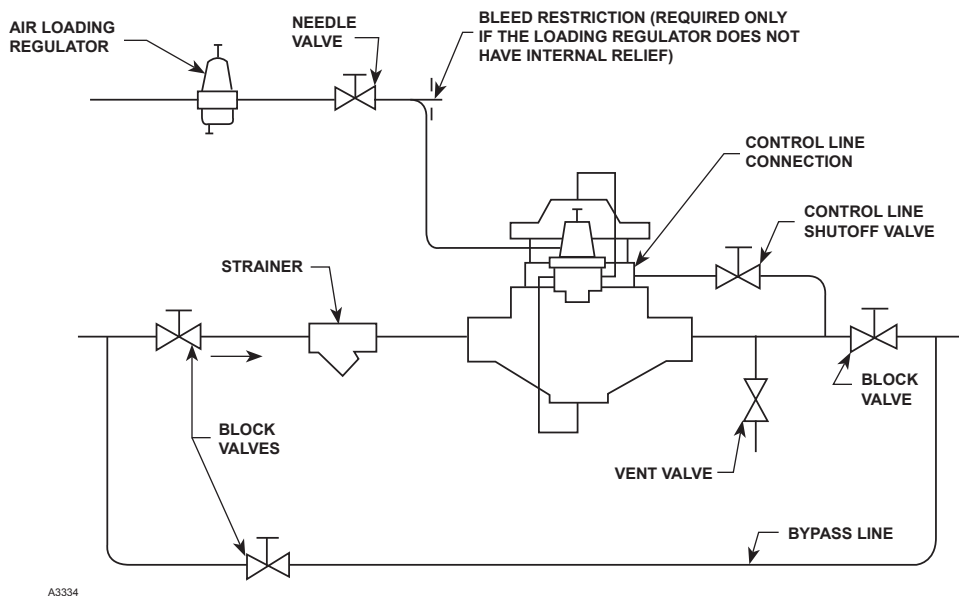 AIR LOADING
REGULATOR
NEEDLE
VALVE
BLEED RESTRICTION (REQUIRED ONLY
IF THE LOADING REGULATOR DOES NOT
HAVE INTERNAL RELIEF)
CONTROL LINE
CONNECTION
CONTROL LINE
SHUTOFF VALVE
STRAINER
BLOCK
VALVE
BLOCK
VALVES
VENT VALVE
BYPASS LINE
A3334